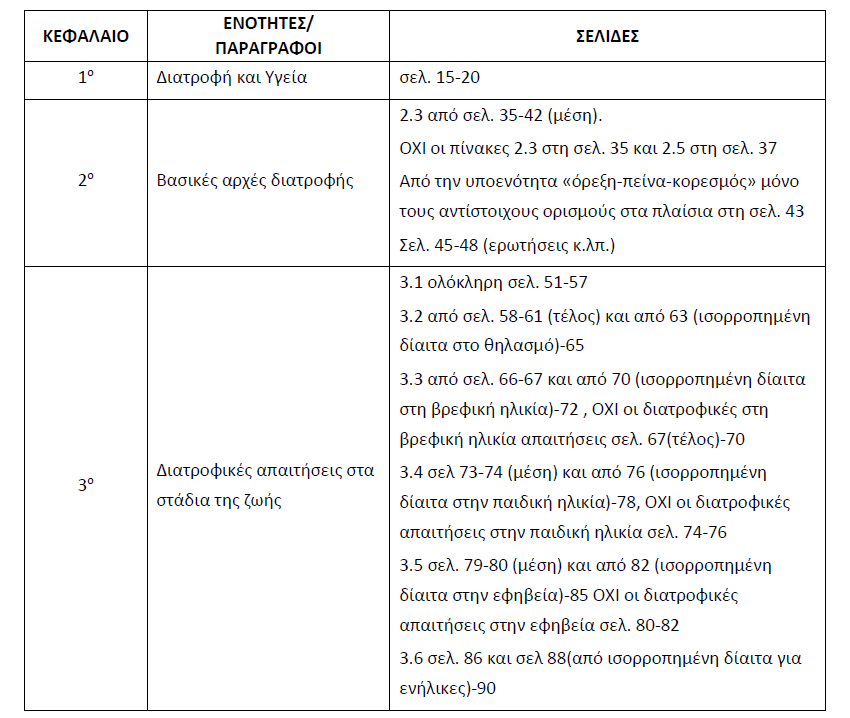 ΚΕΦΑΛΑΙΟ
ΕΝΟΤΗΤΕΣ/
ΠΑΡΑΓΡΑΦΟΙ
ΣΕΛΙΔΕΣ
1º
Διατροφή και Υγεία
σελ. 15-20
2º
Βασικές αρχές διατροφής
2.3 από σελ. 35-42 (μέση).
ΟΧΙ οι πίνακες 2.3 στη σελ. 35 και 2.5 στη σελ. 37
Από την υποενότητα «όρεξη-πείνα-κορεσμός» μόνο
τους αντίστοιχους ορισμούς στα πλαίσια στη σελ. 43
Σελ. 45-48 (ερωτήσεις κ.λπ.)
3º
Διατροφικές απαιτήσεις στα
στάδια της ζωής
3.1 ολόκληρη σελ. 51-57
3.2 από σελ. 58-61 (τέλος) και από 63 (ισορροπημένη
δίαιτα στο θηλασμό)-65
3.3 από σελ. 66-67 και από 70 (ισορροπημένη δίαιτα
στη βρεφική ηλικία)-72 , ΟΧΙ οι διατροφικές στη
βρεφική ηλικία απαιτήσεις σελ. 67(τέλος)-70
3.4 σελ 73-74 (μέση) και από 76 (ισορροπημένη
δίαιτα στην παιδική ηλικία)-78, ΟΧΙ οι διατροφικές
απαιτήσεις στην παιδική ηλικία σελ. 74-76
3.5 σελ. 79-80 (μέση) και από 82 (ισορροπημένη
δίαιτα στην εφηβεία)-85 ΟΧΙ οι διατροφικές
απαιτήσεις στην εφηβεία σελ. 80-82
3.6 σελ. 86 και σελ 88(από ισορροπημένη δίαιτα για
ενήλικες)-90